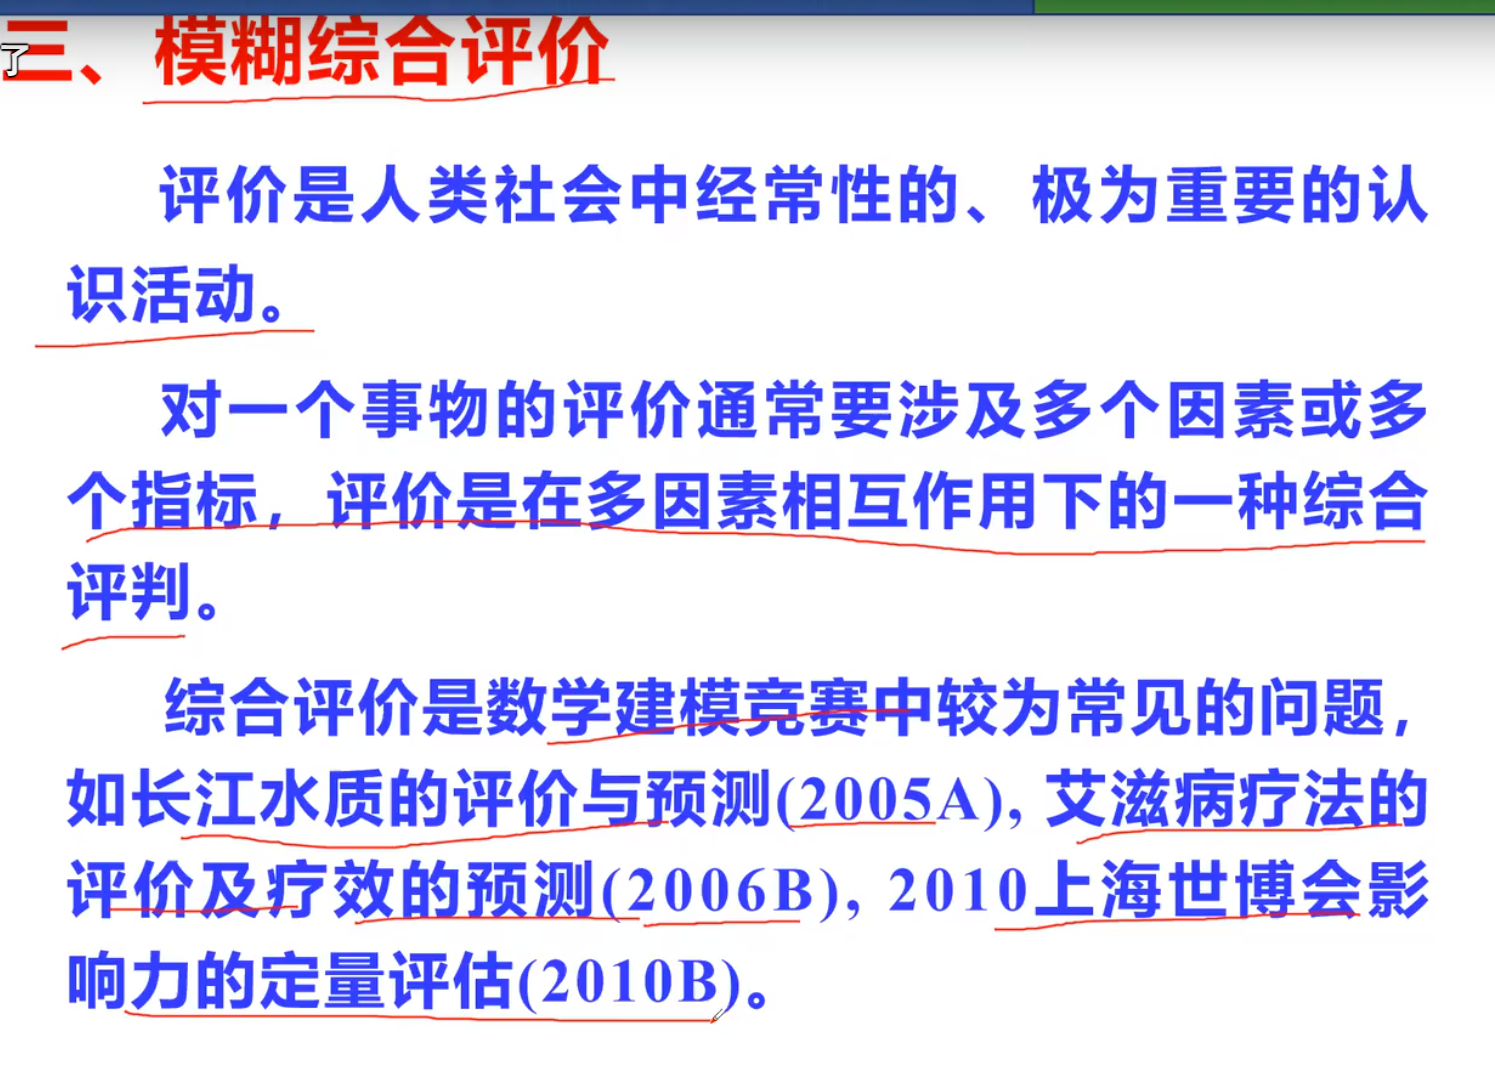 三、模糊综合评价
了
评价是人类社会中经常性的、极为重要的认
识活动。
对一个事物的评价通常要涉及多个因素或多
个指标，评价是在多因素相互作用下的一种综合
评判。
综合评价是数学建模竞赛中较为常见的问题，
如长江水质的评价与预测(2005A), 艾滋病疗法的
评价及疗效的预测(2006B), 2010上海世博会影
响力的定量评估(2010B)。